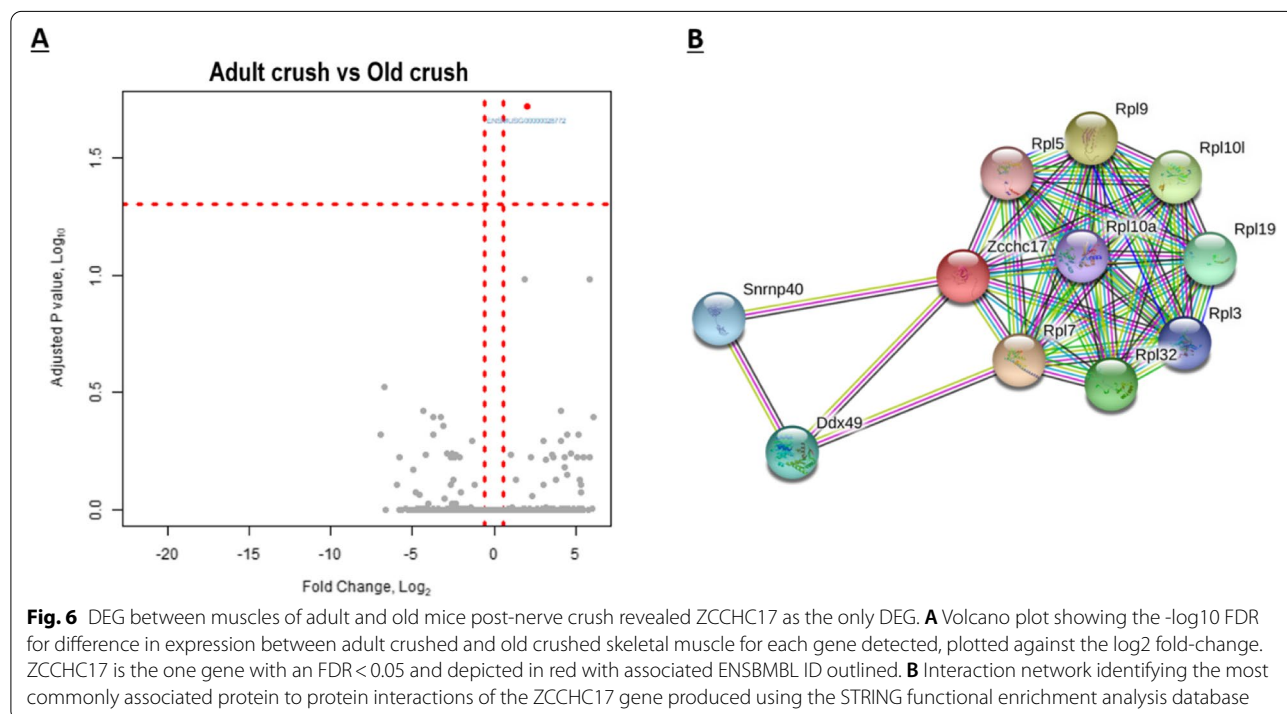 A
B
Adult crush vs Old crush
1.5
1.0
0.5
0.0
Adjusted P value, Log10
-20 -15 -10 -5 0 5
Fold Change, Log2
Rpl9
Rpl5
Rpl10l
Rpl10a
Rpl19
Zcchc17
Snrnp40
Rpl3
Rpl7
Rpl32
Ddx49
Fig. 6 DEG between muscles of adult and old mice post-nerve crush revealed ZCCHC17 as the only DEG. A Volcano plot showing the -log10 FDR
for difference in expression between adult crushed and old crushed skeletal muscle for each gene detected, plotted against the log2 fold-change.
ZCCHC17 is the one gene with an FDR < 0.05 and depicted in red with associated ENSBMBL ID outlined. B Interaction network identifying the most
commonly associated protein to protein interactions of the ZCCHC17 gene produced using the STRING functional enrichment analysis database